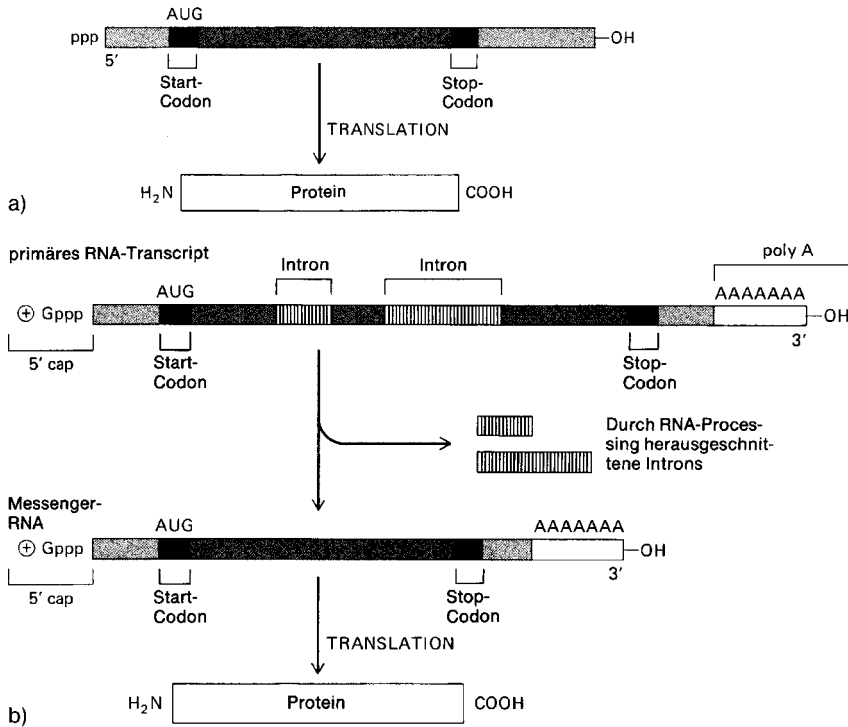 AUG
ppp
OH
5′
Start-
Codon
Stop-
Codon
TRANSLATION
H₂N
Protein
COOH
a)
primäres RNA-Transcript
Intron
Intron
poly A
AUG
AAAAAAA
⊕ Gppp
OH
3′
5′ cap
Start-
Codon
Stop-
Codon
Durch RNA-Proces-
sing herausgeschnit-
tene Introns
Messenger-
RNA
AUG
AAAAAAA
⊕ Gppp
OH
3′
5′ cap
Start-
Codon
Stop-
Codon
TRANSLATION
H₂N
Protein
COOH
b)